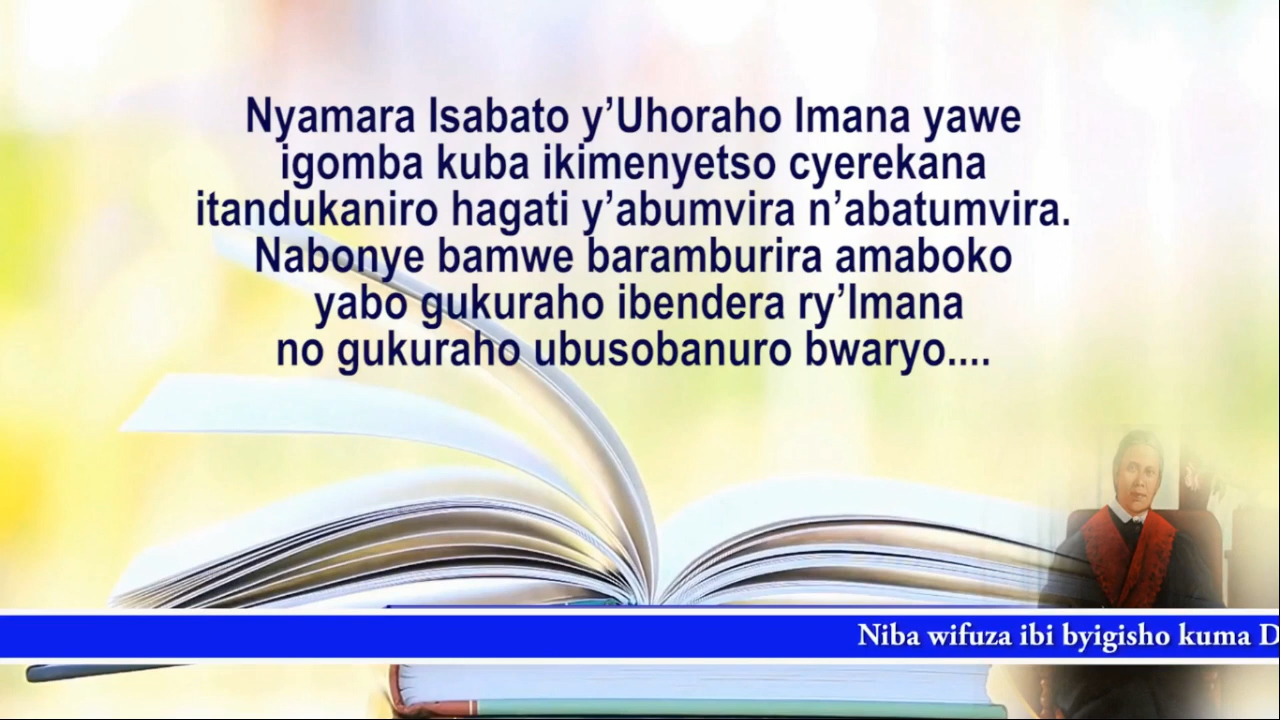 Nyamara Isabato y’Uhoraho Imana yawe
igomba kuba ikimenyetso cyerekana
itandukaniro hagati y’abumvira n’abatumvira.
Nabonye bamwe baramburira amaboko
yabo gukuraho ibendera ry’Imana
no gukuraho ubusobanuro bwaryo....
Niba wifuza ibi byigisho kuma D